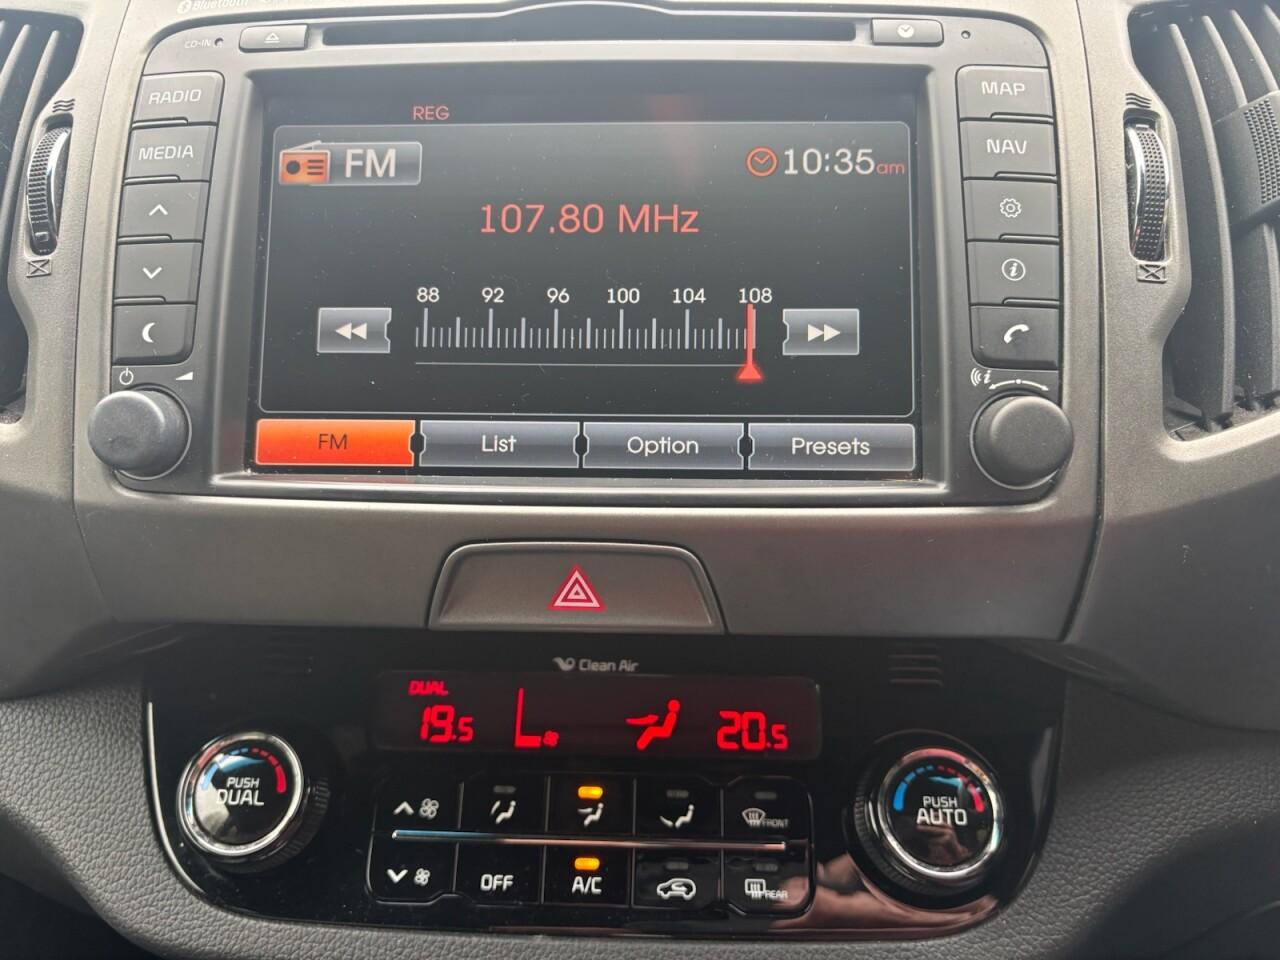 Bluetooth
CD-IN
RADIO
MEDIA
MAP
NAV
REG
FM
10:35am
107.80 MHz
88 92 96 100 104 108
FM List Option Presets
Clean Air
DUAL
19.5 20.5
PUSH
DUAL
PUSH
AUTO
FRONT
OFF A/C REAR